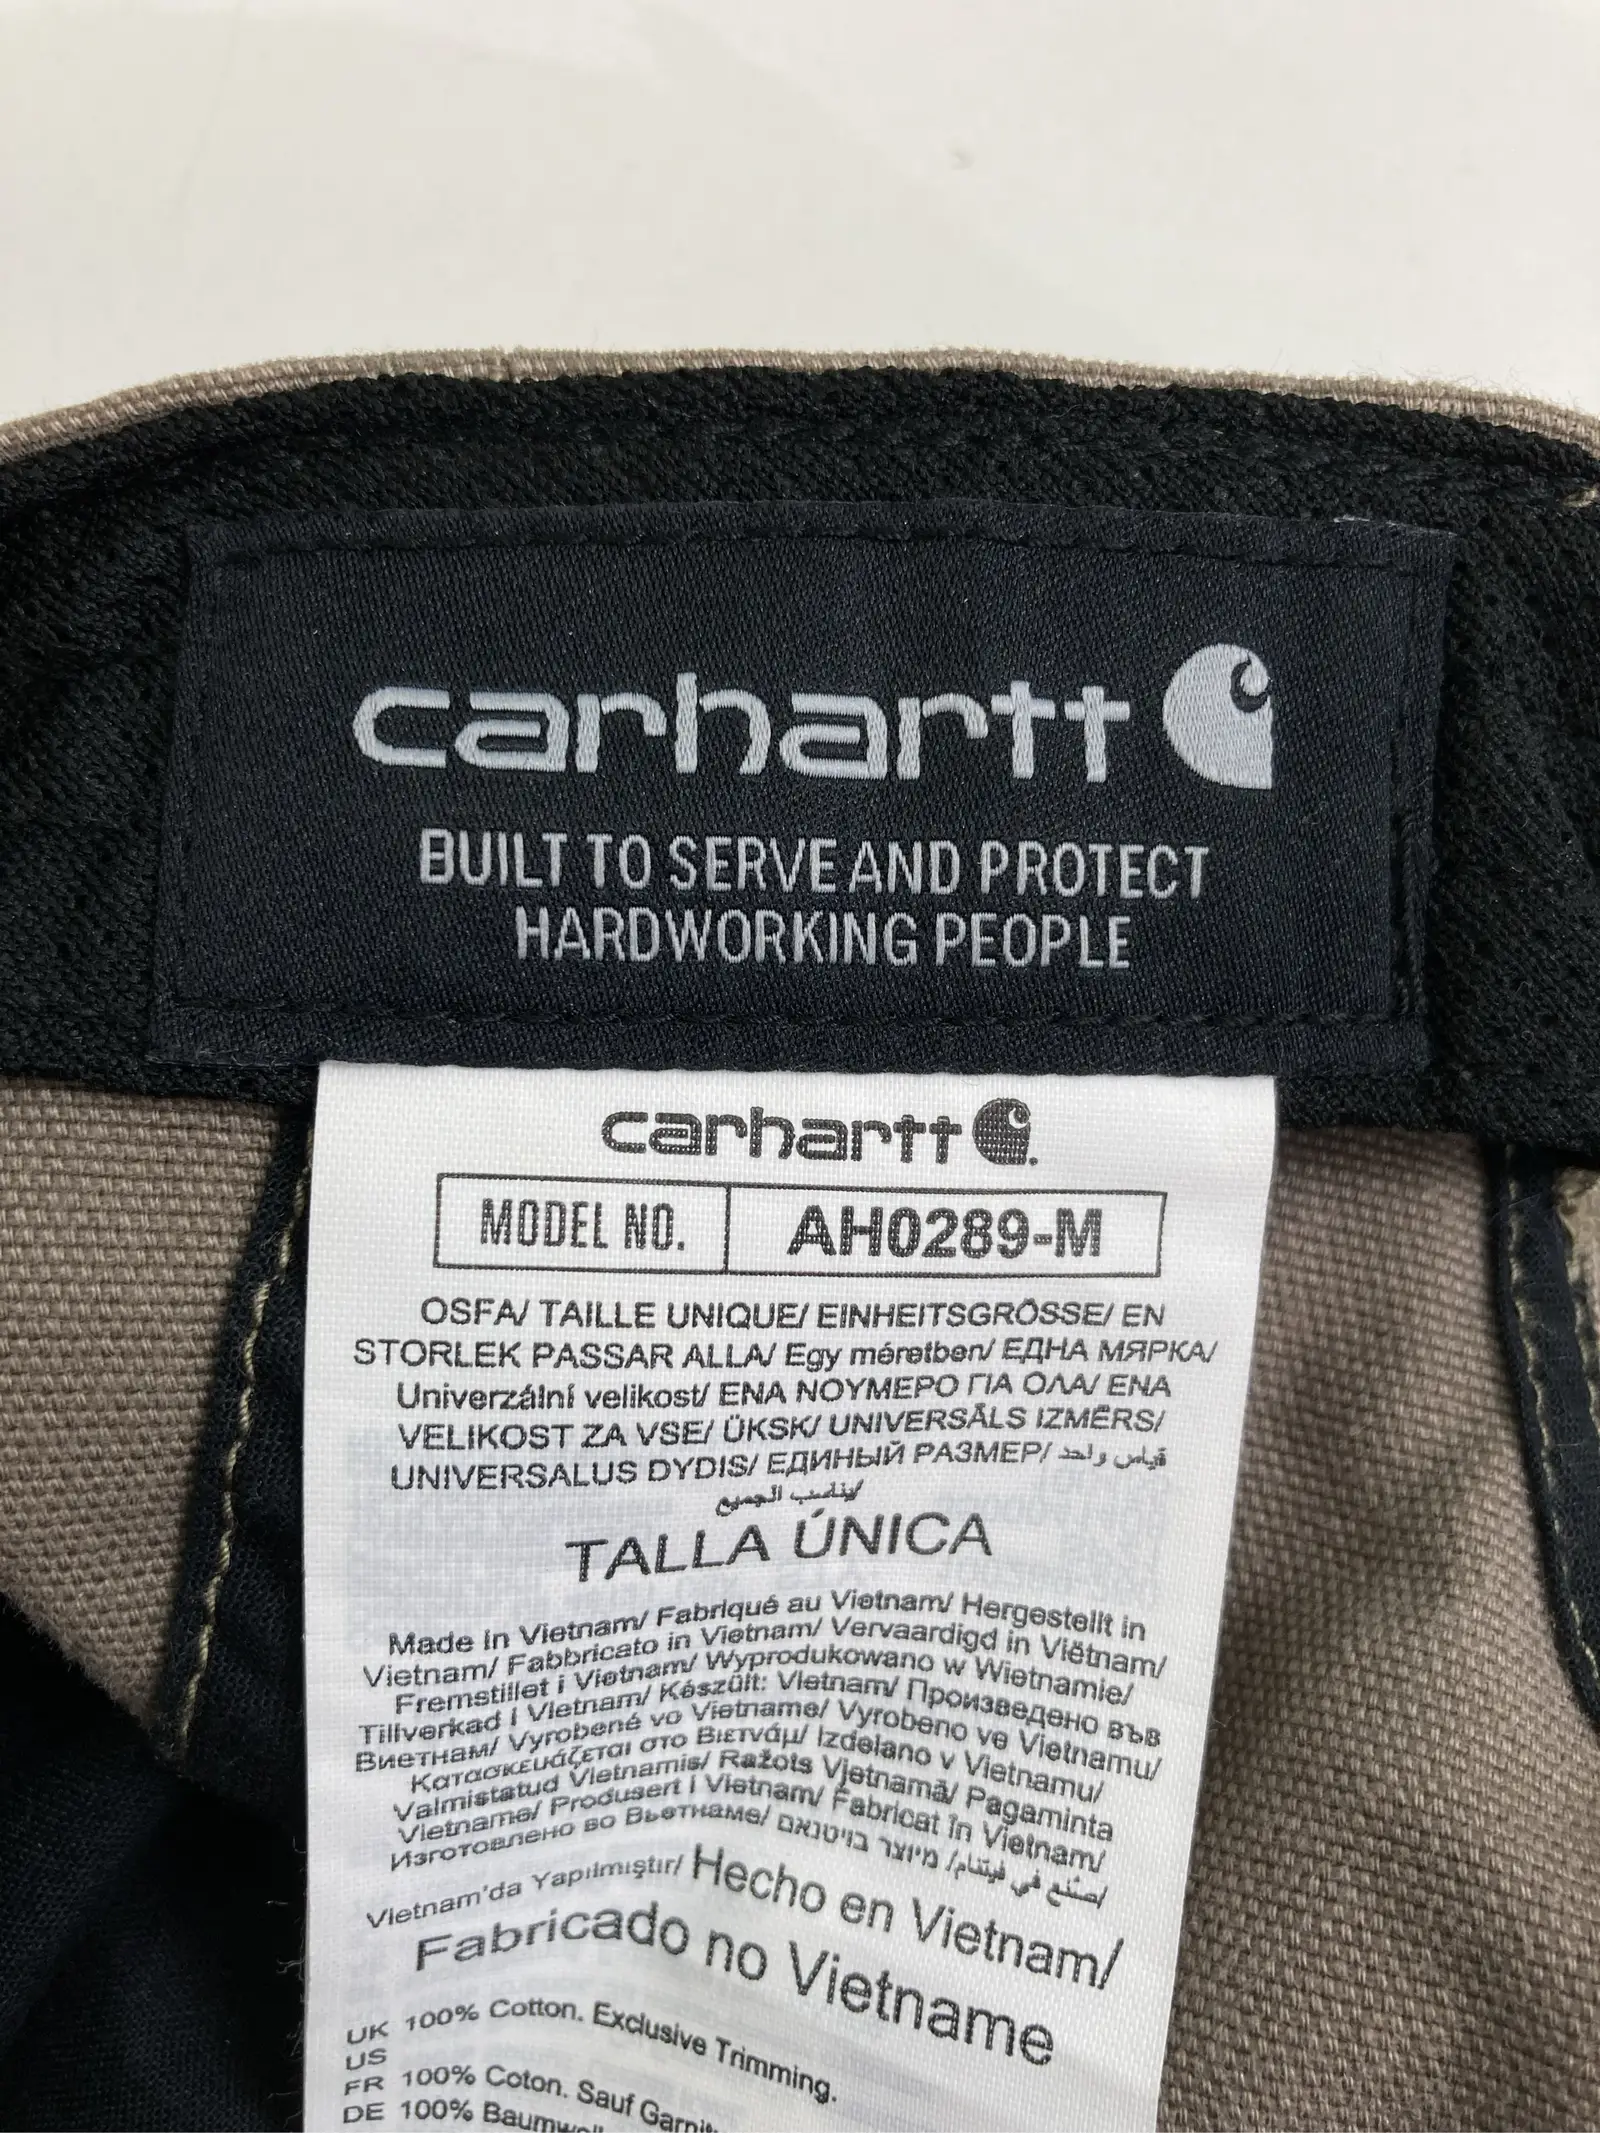 carhartt
BUILT TO SERVE AND PROTECT
HARDWORKING PEOPLE
carhartt
MODEL NO. AH0289-M
OSFA/ TAILLE UNIQUE/ EINHEITSGRÖSSE/ EN
STORLEK PASSAR ALLA/ Egy méretben/ ЕДНА МЯРКА/
Univerzální velikost/ ΕΝΑ ΝΟΥΜΕΡΟ ΓΙΑ ΟΛΑ/ ENA
VELIKOST ZA VSE/ ÜKSK/ UNIVERSĀLS IZMĒRS/
UNIVERSALUS DYDIS/ ЕДИНЫЙ РАЗМЕР/ قياس واحد
يناسب الجميع/
TALLA ÚNICA
Made in Vietnam/ Fabriqué au Vietnam/ Hergestellt in
Vietnam/ Fabbricato in Vietnam/ Vervaardigd in Viëtnam/
Fremstillet i Vietnam/ Wyprodukowano w Wietnamie/
Tillverkad i Vietnam/ Készült: Vietnam/ Произведено във
Виетнам/ Vyrobené vo Vietname/ Vyrobeno ve Vietnamu/
Κατασκευάζεται στο Βιετνάμ/ Izdelano v Vietnamu/
Valmistatud Vietnamis/ Ražots Vjetnamā/ Pagaminta
Vietname/ Produsert i Vietnam/ Fabricat în Vietnam/
Изготовлено во Вьетнаме/ מיוצר בויטנאם /صُنع في فيتنام/
Vietnam'da Yapılmıştır/ Hecho en Vietnam/
Fabricado no Vietname
UK 100% Cotton. Exclusive Trimming.
US
FR 100% Coton. Sauf
DE 100%